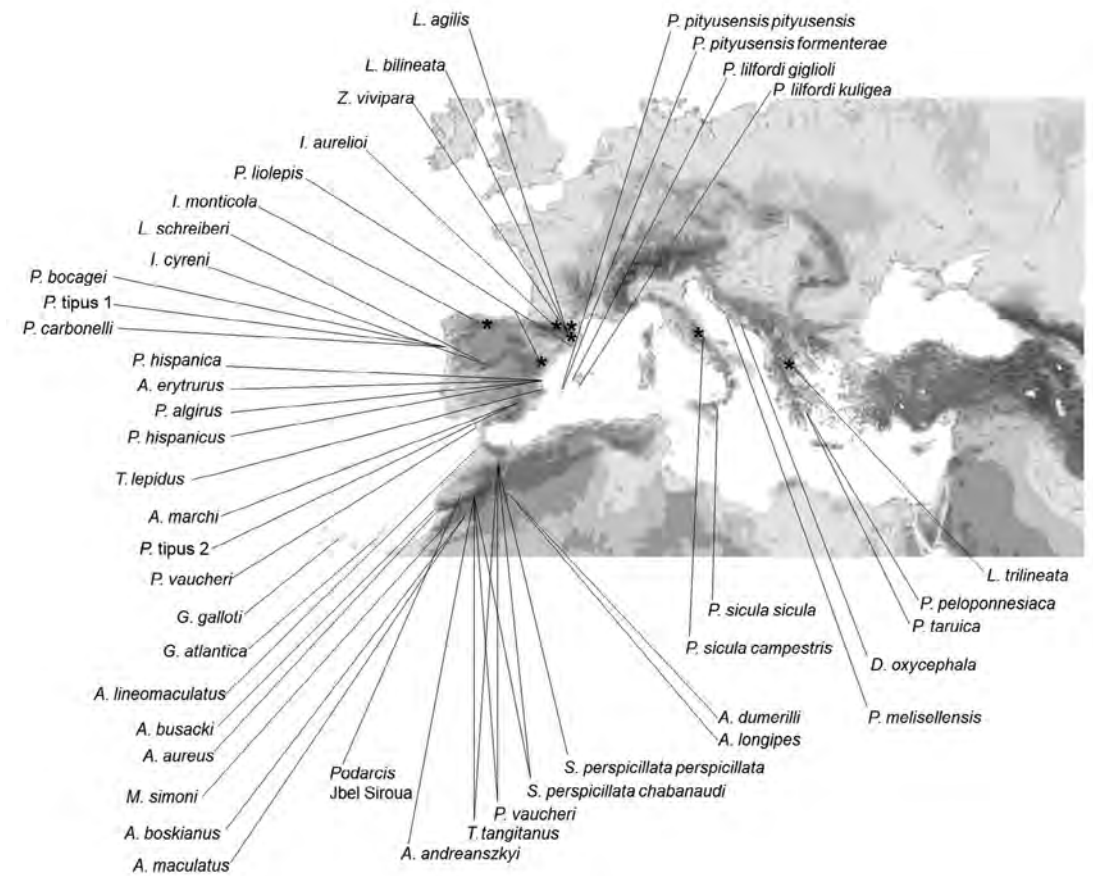 L. agilis
L. bilineata
Z. vivipara
I. aurelioi
P. liolepis
I. monticola
L. schreiberi
I. cyreni
P. bocagei
P. tipus 1
P. carbonelli
P. hispanica
A. erytrurus
P. algirus
P. hispanicus
T. lepidus
A. marchi
P. tipus 2
P. vaucheri
G. galloti
G. atlantica
A. lineomaculatus
A. busacki
A. aureus
M. simoni
A. boskianus
A. maculatus
P. pityusensis pityusensis
P. pityusensis formenterae
P. lilfordi giglioli
P. lilfordi kuligea
* * * * * * *
L. trilineata
P. peloponnesiaca
P. taruica
D. oxycephala
P. melisellensis
P. sicula sicula
P. sicula campestris
A. dumerilli
A. longipes
S. perspicillata perspicillata
S. perspicillata chabanaudi
P. vaucheri
T. tangitanus
A. andreanszkyi
Podarcis
Jbel Siroua